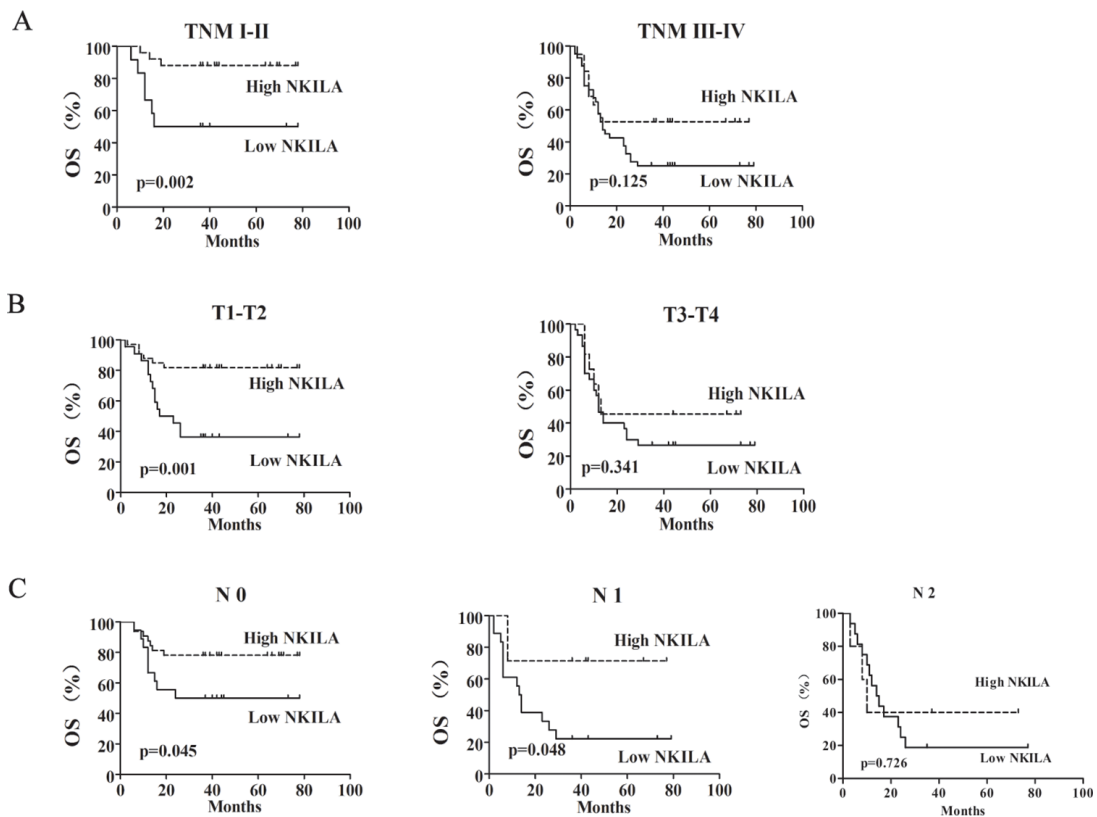 A
TNM I-II
OS (%)
100
80
60
40
20
0
High NKILA
Low NKILA
p=0.002
0 20 40 60 80 100
Months
TNM III-IV
OS (%)
100
80
60
40
20
0
High NKILA
Low NKILA
p=0.125
0 20 40 60 80 100
Months
B
T1-T2
OS (%)
100
80
60
40
20
0
High NKILA
Low NKILA
p=0.001
0 20 40 60 80 100
Months
T3-T4
OS (%)
100
80
60
40
20
0
High NKILA
Low NKILA
p=0.341
0 20 40 60 80 100
Months
C
N 0
OS (%)
100
80
60
40
20
0
High NKILA
Low NKILA
p=0.045
0 20 40 60 80 100
Months
N 1
OS (%)
100
80
60
40
20
0
High NKILA
Low NKILA
p=0.048
0 20 40 60 80 100
Months
N 2
OS (%)
100
80
60
40
20
0
High NKILA
Low NKILA
p=0.726
0 20 40 60 80 100
Months